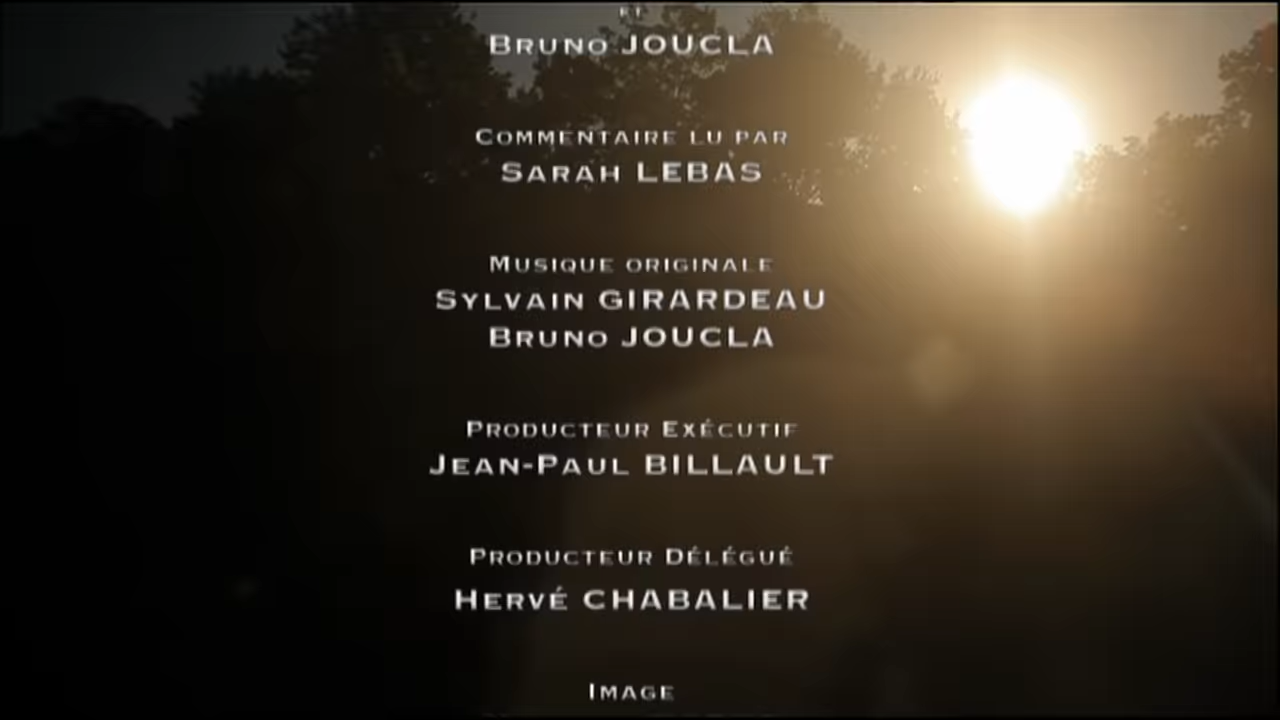 ET
Bruno JOUCLA
Commentaire lu par
Sarah LEBAS
Musique originale
Sylvain GIRARDEAU
Bruno JOUCLA
Producteur Exécutif
Jean-Paul BILLAULT
Producteur Délégué
Hervé CHABALIER
Image